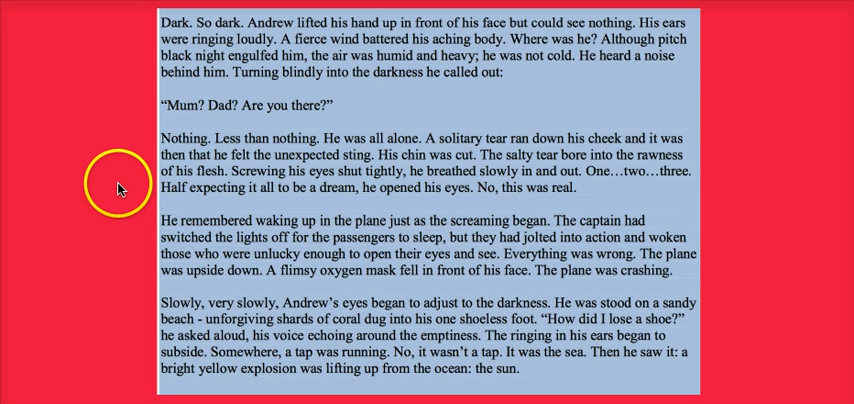 Dark. So dark. Andrew lifted his hand up in front of his face but could see nothing. His ears
were ringing loudly. A fierce wind battered his aching body. Where was he? Although pitch
black night engulfed him, the air was humid and heavy; he was not cold. He heard a noise
behind him. Turning blindly into the darkness he called out:
“Mum? Dad? Are you there?”
Nothing. Less than nothing. He was all alone. A solitary tear ran down his cheek and it was
then that he felt the unexpected sting. His chin was cut. The salty tear bore into the rawness
of his flesh. Screwing his eyes shut tightly, he breathed slowly in and out. One…two…three.
Half expecting it all to be a dream, he opened his eyes. No, this was real.
He remembered waking up in the plane just as the screaming began. The captain had
switched the lights off for the passengers to sleep, but they had jolted into action and woken
those who were unlucky enough to open their eyes and see. Everything was wrong. The plane
was upside down. A flimsy oxygen mask fell in front of his face. The plane was crashing.
Slowly, very slowly, Andrew’s eyes began to adjust to the darkness. He was stood on a sandy
beach - unforgiving shards of coral dug into his one shoeless foot. “How did I lose a shoe?”
he asked aloud, his voice echoing around the emptiness. The ringing in his ears began to
subside. Somewhere, a tap was running. No, it wasn’t a tap. It was the sea. Then he saw it: a
bright yellow explosion was lifting up from the ocean: the sun.